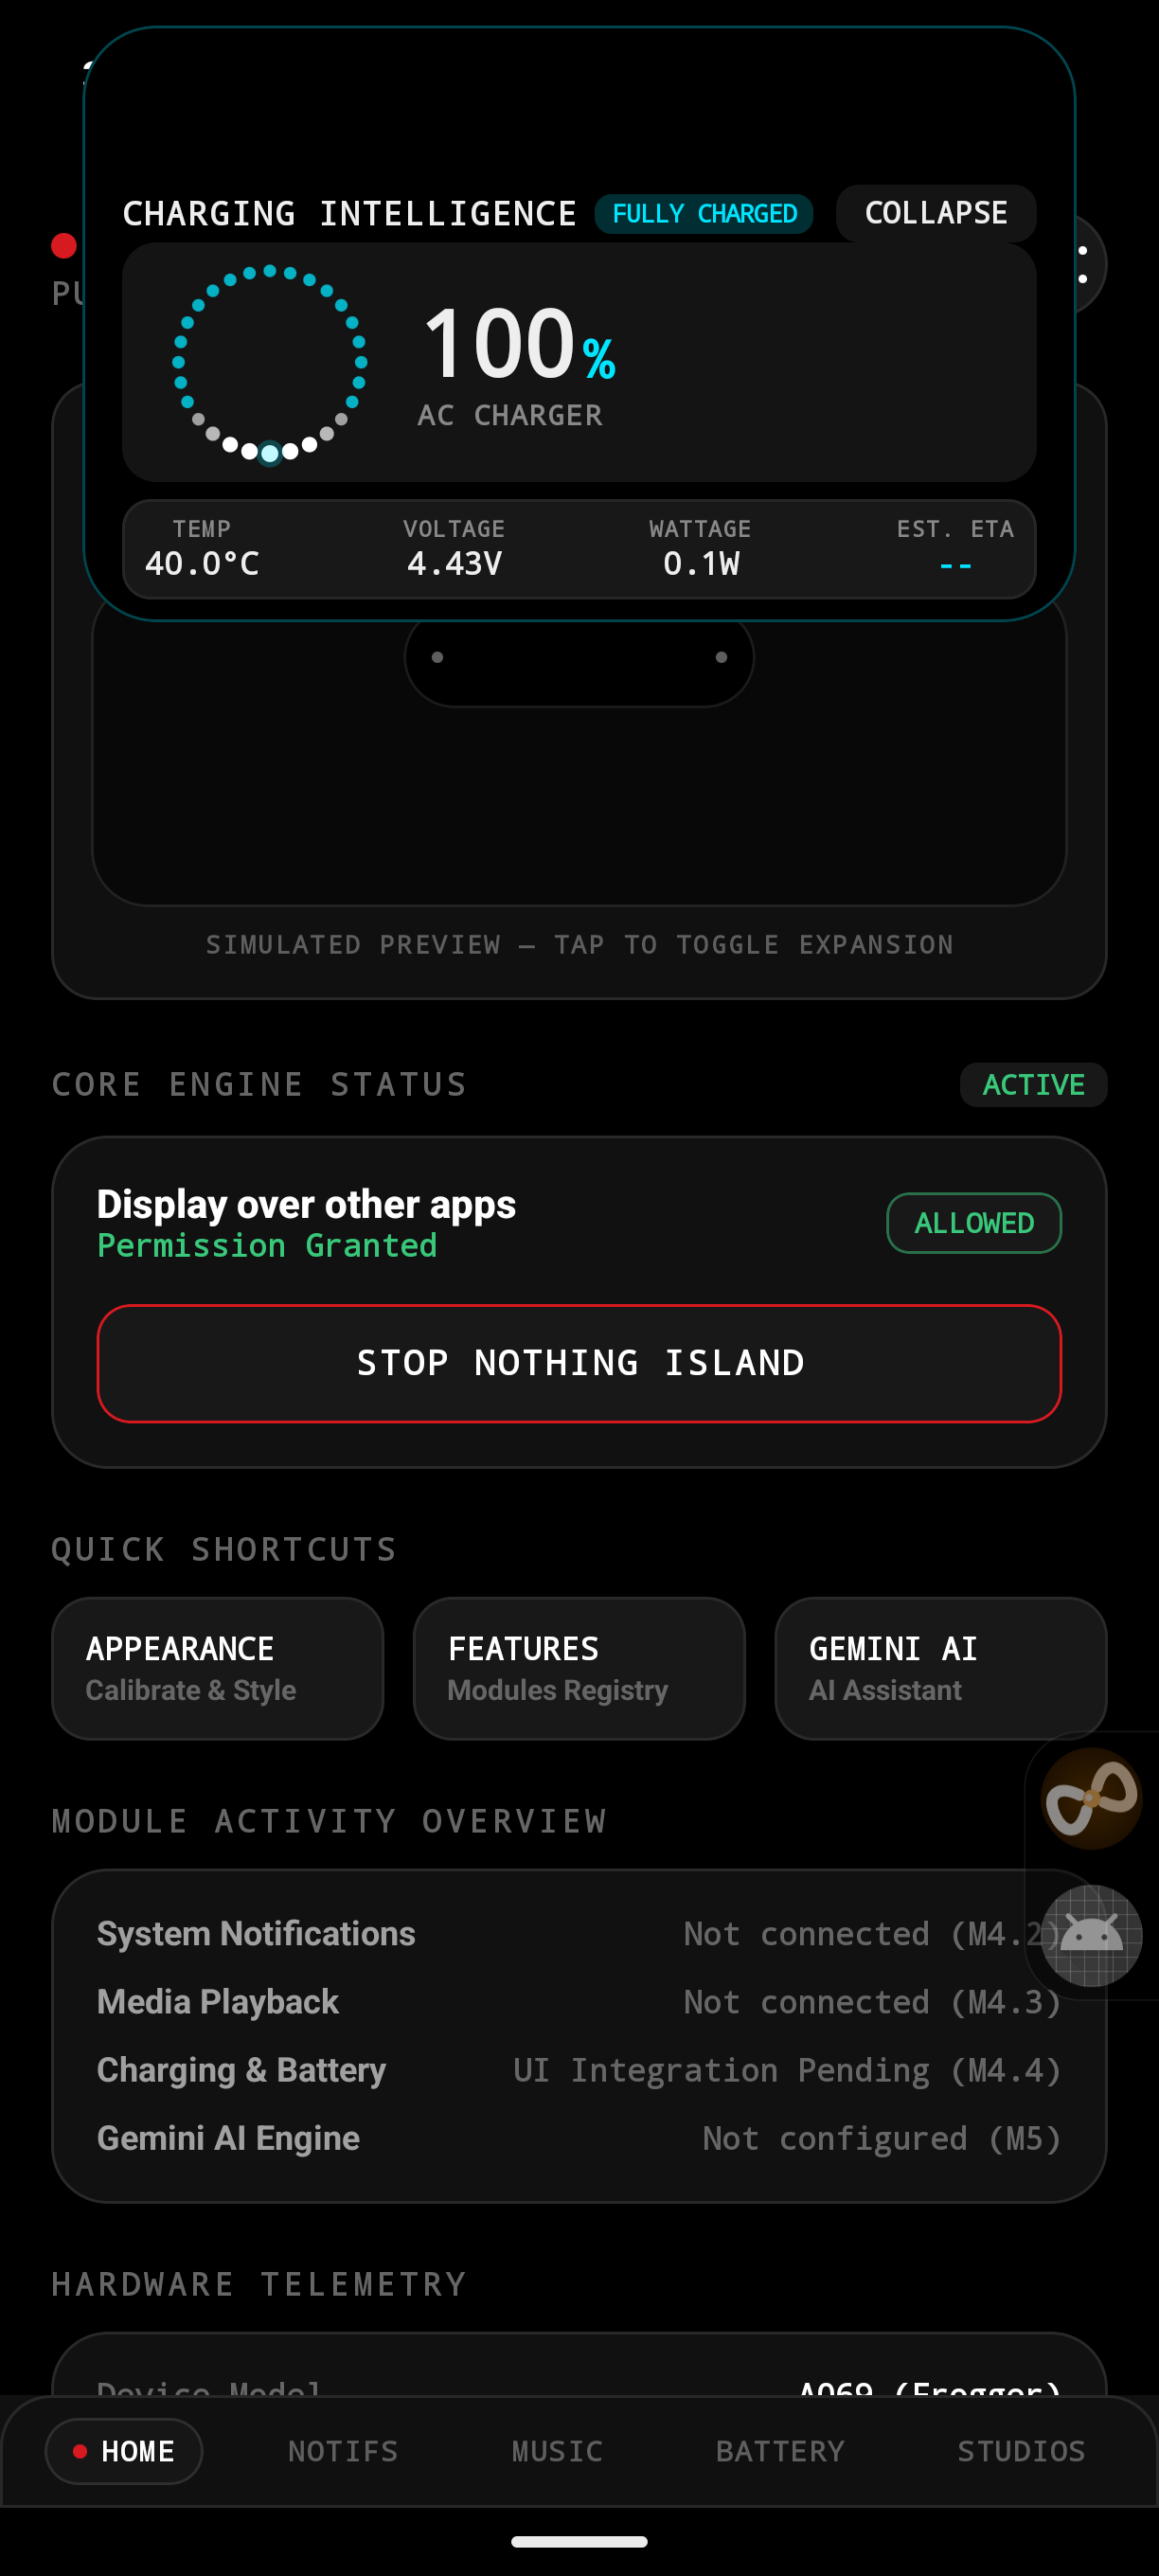 CHARGING INTELLIGENCE FULLY CHARGED COLLAPSE
100%
AC CHARGER
TEMP VOLTAGE WATTAGE EST. ETA
40.0°C 4.43V 0.1W --
SIMULATED PREVIEW — TAP TO TOGGLE EXPANSION
CORE ENGINE STATUS ACTIVE
Display over other apps
Permission Granted
ALLOWED
STOP NOTHING ISLAND
QUICK SHORTCUTS
APPEARANCE
Calibrate & Style
FEATURES
Modules Registry
GEMINI AI
AI Assistant
MODULE ACTIVITY OVERVIEW
System Notifications Not connected (M4.2)
Media Playback Not connected (M4.3)
Charging & Battery UI Integration Pending (M4.4)
Gemini AI Engine Not configured (M5)
HARDWARE TELEMETRY
Device Model A069 (Frogger)
HOME NOTIFS MUSIC BATTERY STUDIOS